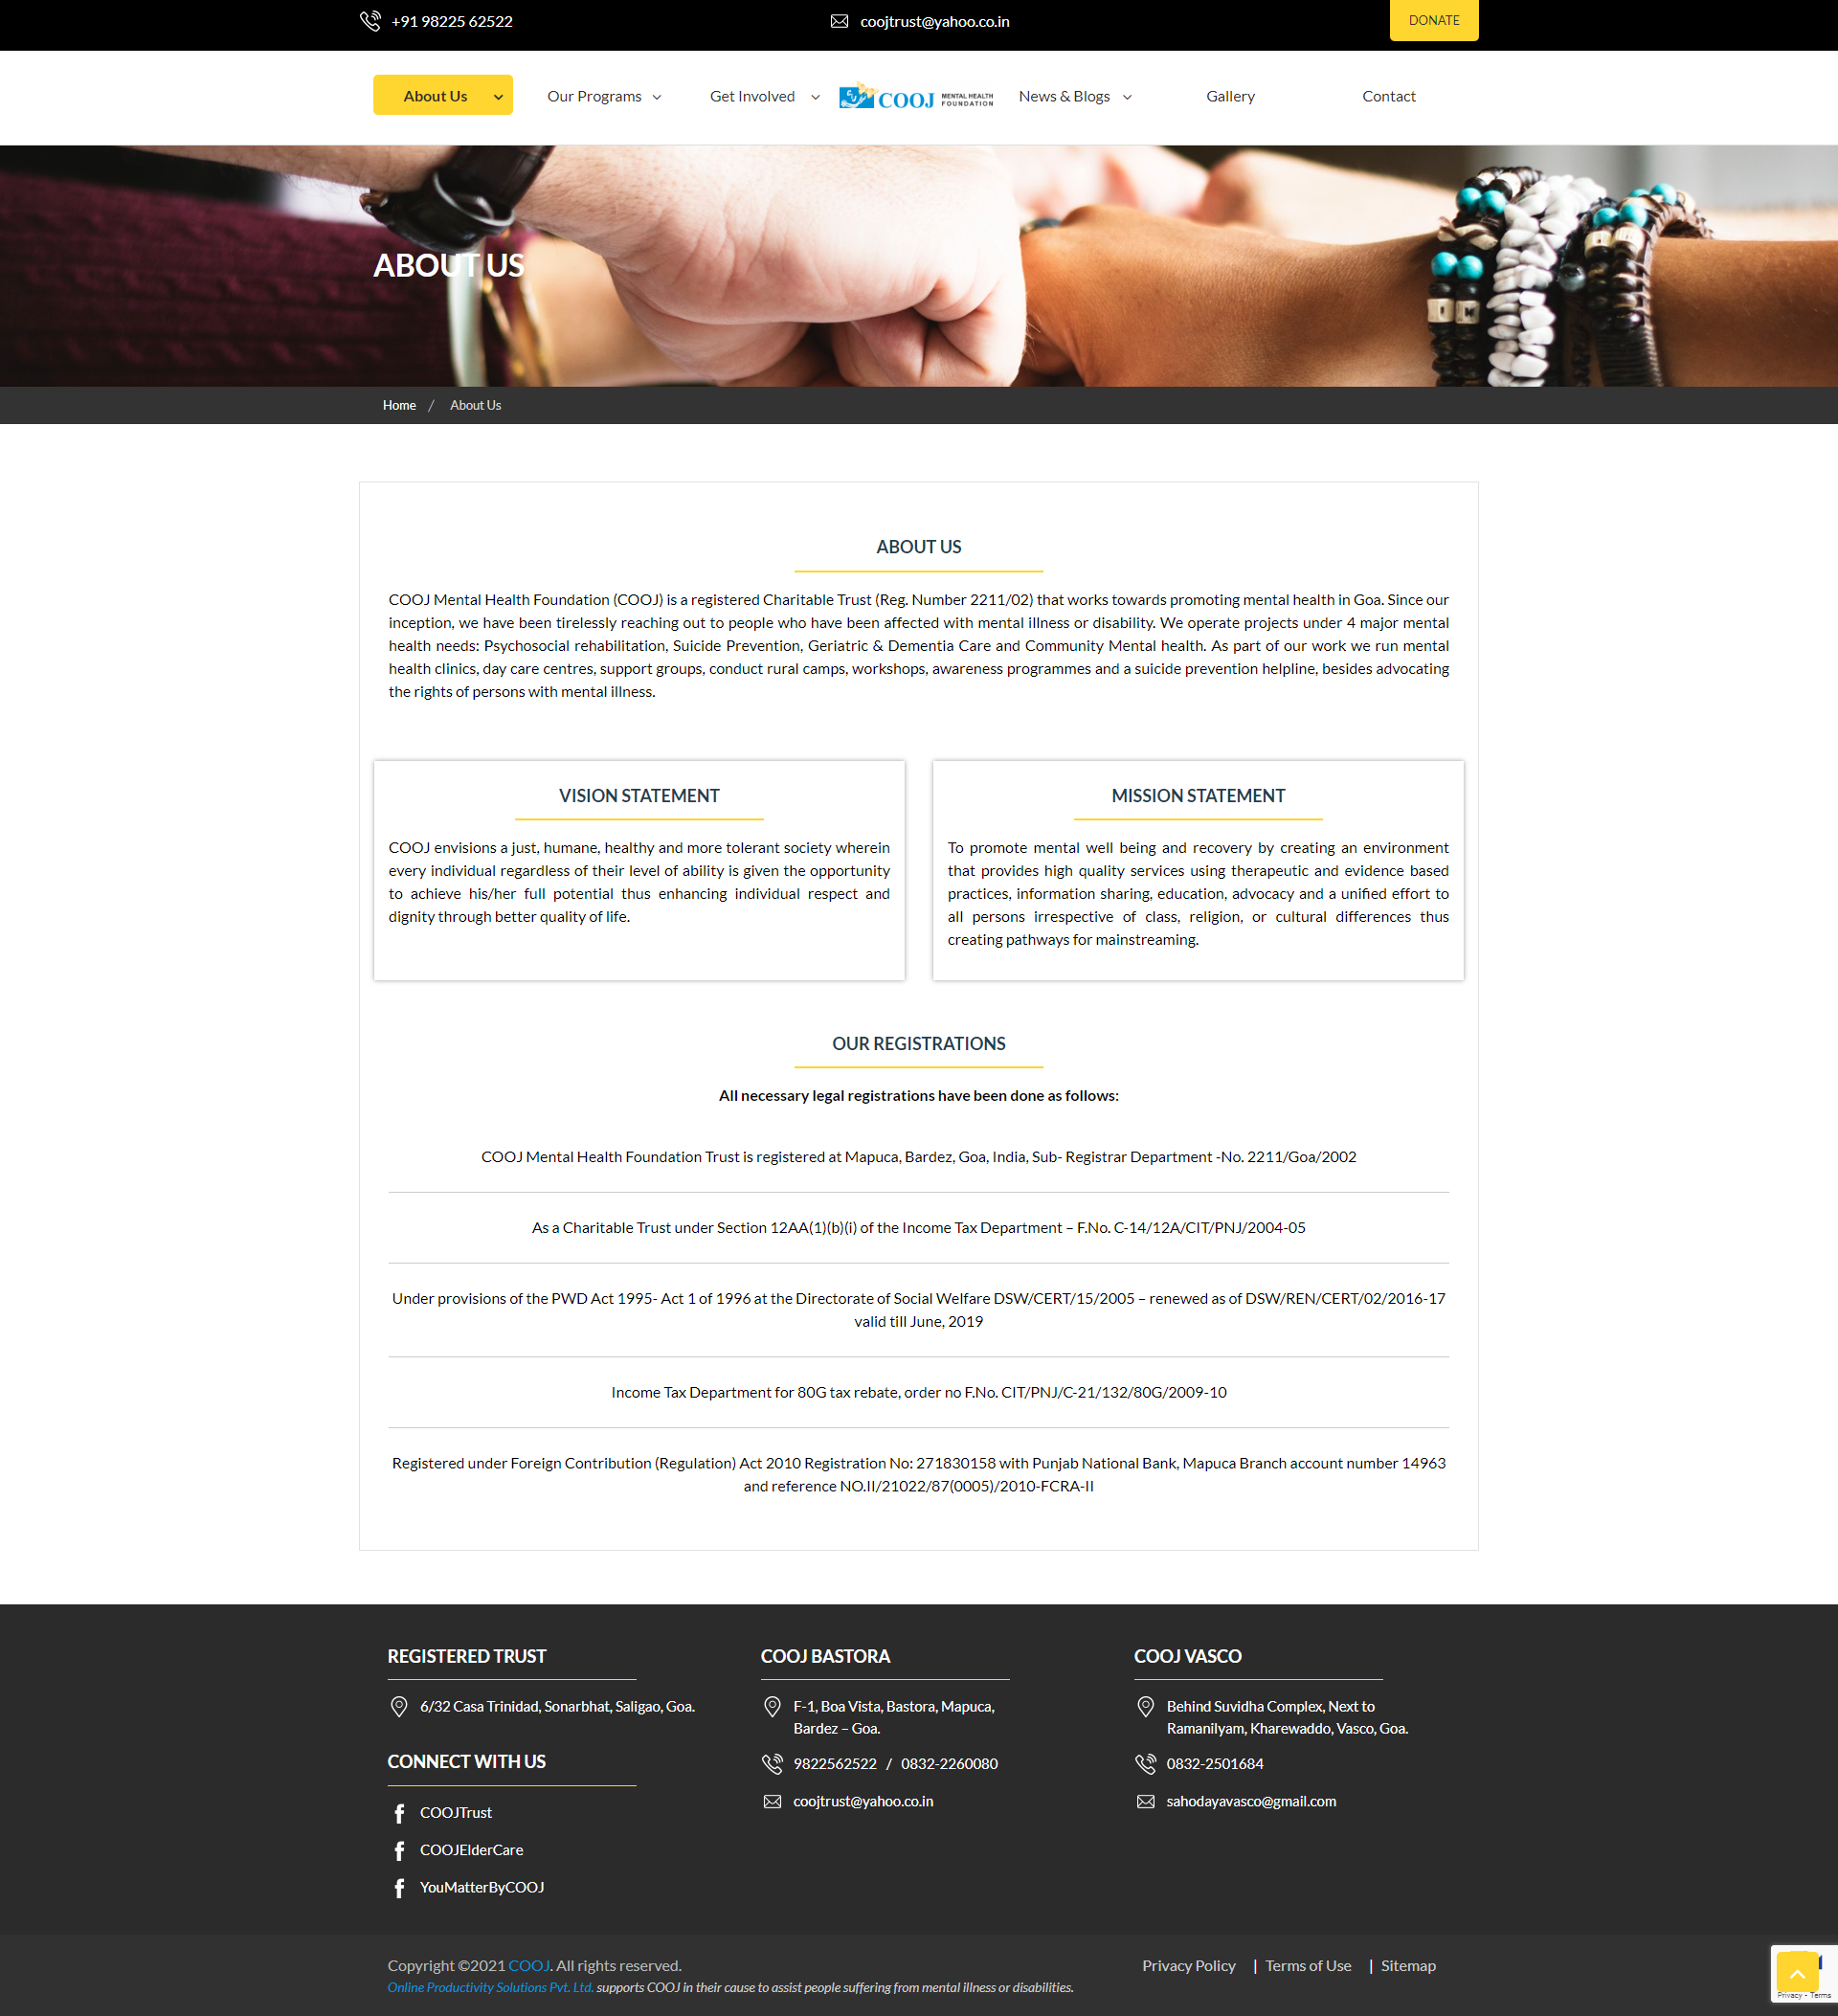 +91 98225 62522
coojtrust@yahoo.co.in
DONATE
About Us
Our Programs
Get Involved
COOJ MENTAL HEALTH FOUNDATION
News & Blogs
Gallery
Contact
ABOUT US
Home / About Us
ABOUT US
COOJ Mental Health Foundation (COOJ) is a registered Charitable Trust (Reg. Number 2211/02) that works towards promoting mental health in Goa. Since our
inception, we have been tirelessly reaching out to people who have been affected with mental illness or disability. We operate projects under 4 major mental
health needs: Psychosocial rehabilitation, Suicide Prevention, Geriatric & Dementia Care and Community Mental health. As part of our work we run mental
health clinics, day care centres, support groups, conduct rural camps, workshops, awareness programmes and a suicide prevention helpline, besides advocating
the rights of persons with mental illness.
VISION STATEMENT
COOJ envisions a just, humane, healthy and more tolerant society wherein
every individual regardless of their level of ability is given the opportunity
to achieve his/her full potential thus enhancing individual respect and
dignity through better quality of life.
MISSION STATEMENT
To promote mental well being and recovery by creating an environment
that provides high quality services using therapeutic and evidence based
practices, information sharing, education, advocacy and a unified effort to
all persons irrespective of class, religion, or cultural differences thus
creating pathways for mainstreaming.
OUR REGISTRATIONS
All necessary legal registrations have been done as follows:
COOJ Mental Health Foundation Trust is registered at Mapuca, Bardez, Goa, India, Sub- Registrar Department -No. 2211/Goa/2002
As a Charitable Trust under Section 12AA(1)(b)(i) of the Income Tax Department – F.No. C-14/12A/CIT/PNJ/2004-05
Under provisions of the PWD Act 1995- Act 1 of 1996 at the Directorate of Social Welfare DSW/CERT/15/2005 – renewed as of DSW/REN/CERT/02/2016-17
valid till June, 2019
Income Tax Department for 80G tax rebate, order no F.No. CIT/PNJ/C-21/132/80G/2009-10
Registered under Foreign Contribution (Regulation) Act 2010 Registration No: 271830158 with Punjab National Bank, Mapuca Branch account number 14963
and reference NO.II/21022/87(0005)/2010-FCRA-II
REGISTERED TRUST
6/32 Casa Trinidad, Sonarbhat, Saligao, Goa.
CONNECT WITH US
COOJTrust
COOJElderCare
YouMatterByCOOJ
COOJ BASTORA
F-1, Boa Vista, Bastora, Mapuca,
Bardez – Goa.
9822562522 / 0832-2260080
coojtrust@yahoo.co.in
COOJ VASCO
Behind Suvidha Complex, Next to
Ramanilyam, Kharewaddo, Vasco, Goa.
0832-2501684
sahodayavasco@gmail.com
Copyright ©2021 COOJ. All rights reserved.
Online Productivity Solutions Pvt. Ltd. supports COOJ in their cause to assist people suffering from mental illness or disabilities.
Privacy Policy | Terms of Use | Sitemap
Privacy - Terms